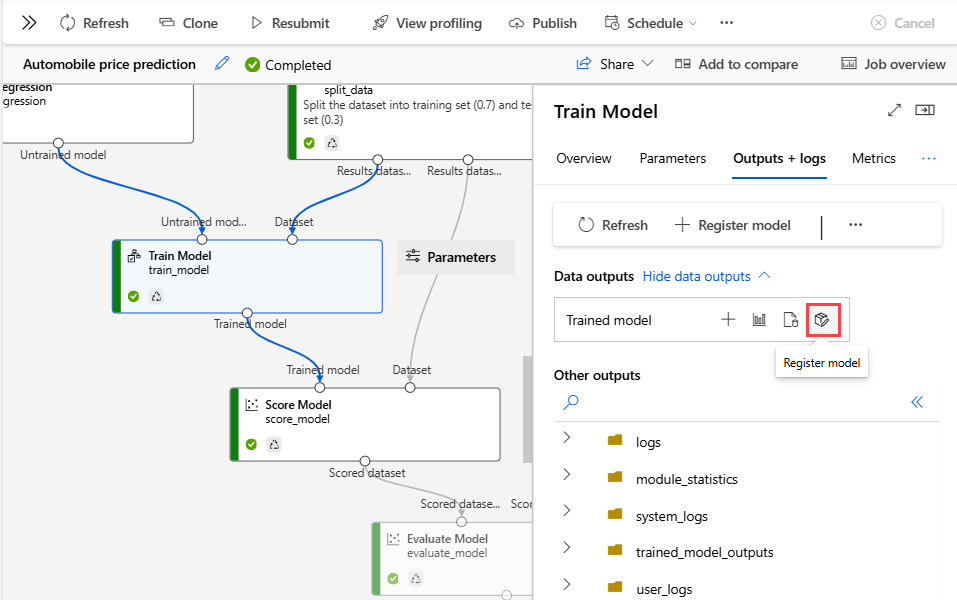 Refresh
Clone
Resubmit
View profiling
Publish
Schedule
...
Cancel
Automobile price prediction
Completed
Share
Add to compare
Job overview
egression
gression
Untrained model
split_data
Split the dataset into training set (0.7) and te
set (0.3)
Results datas...
Results datas...
Untrained mod...
Dataset
Train Model
train_model
Parameters
Trained model
Trained model
Dataset
Score Model
score_model
Scored dataset
Scored datase...
Scor
Evaluate Model
evaluate_model
Train Model
Overview
Parameters
Outputs + logs
Metrics
...
Refresh
Register model
...
Data outputs
Hide data outputs
Trained model
Register model
Other outputs
logs
module_statistics
system_logs
trained_model_outputs
user_logs